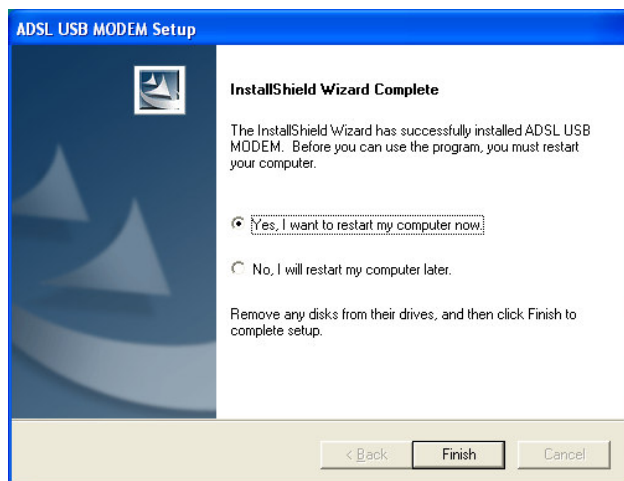 ADSL USB MODEM Setup
InstallShield Wizard Complete
The InstallShield Wizard has successfully installed ADSL USB
MODEM.  Before you can use the program, you must restart
your computer.
Yes, I want to restart my computer now.
No, I will restart my computer later.
Remove any disks from their drives, and then click Finish to
complete setup.
< Back Finish Cancel